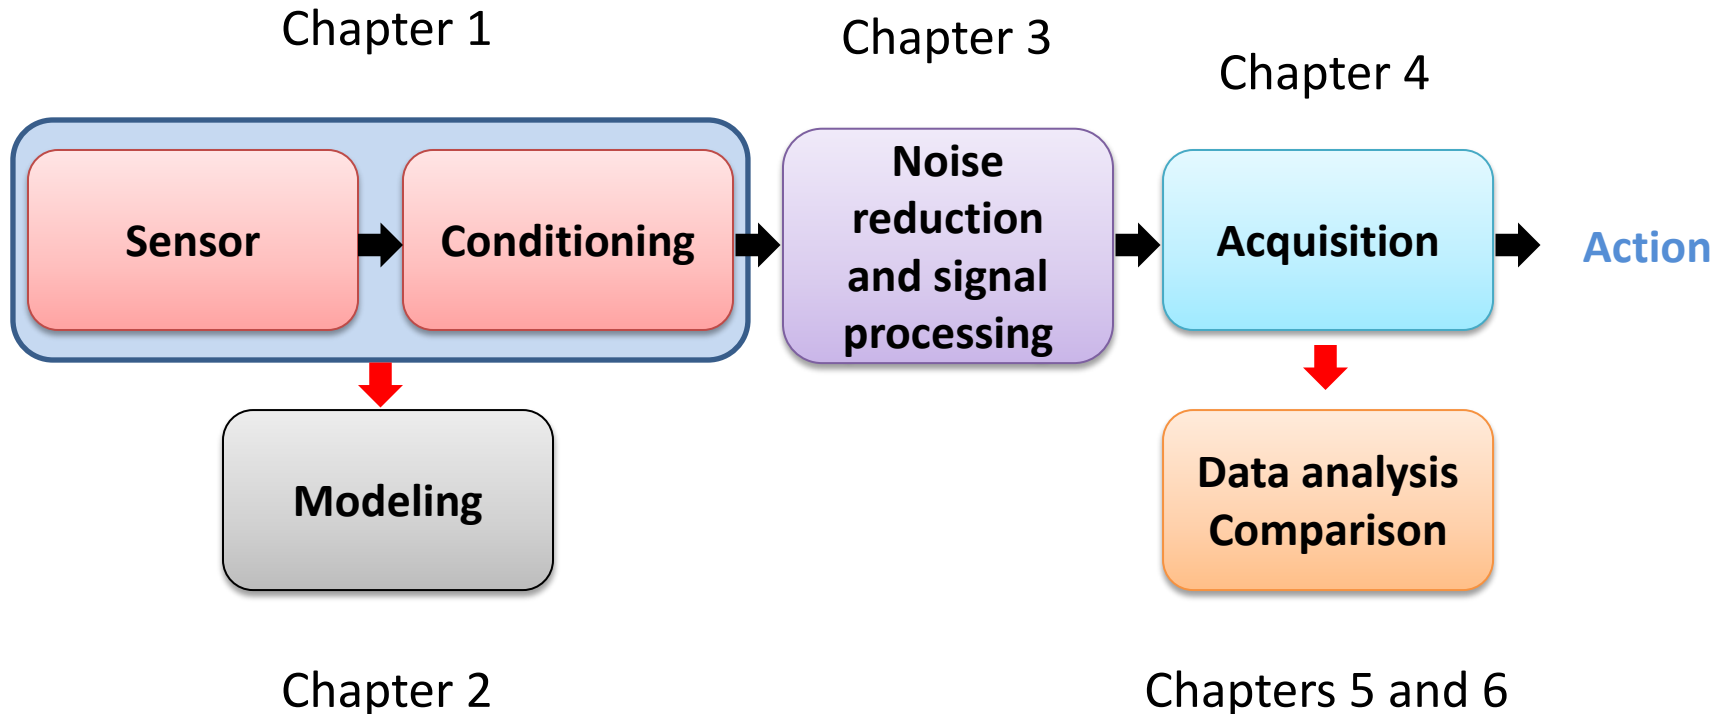 Chapter 1
Chapter 3
Chapter 4
Sensor
Conditioning
Noise
reduction
and signal
processing
Acquisition
Action
Modeling
Data analysis
Comparison
Chapter 2
Chapters 5 and 6